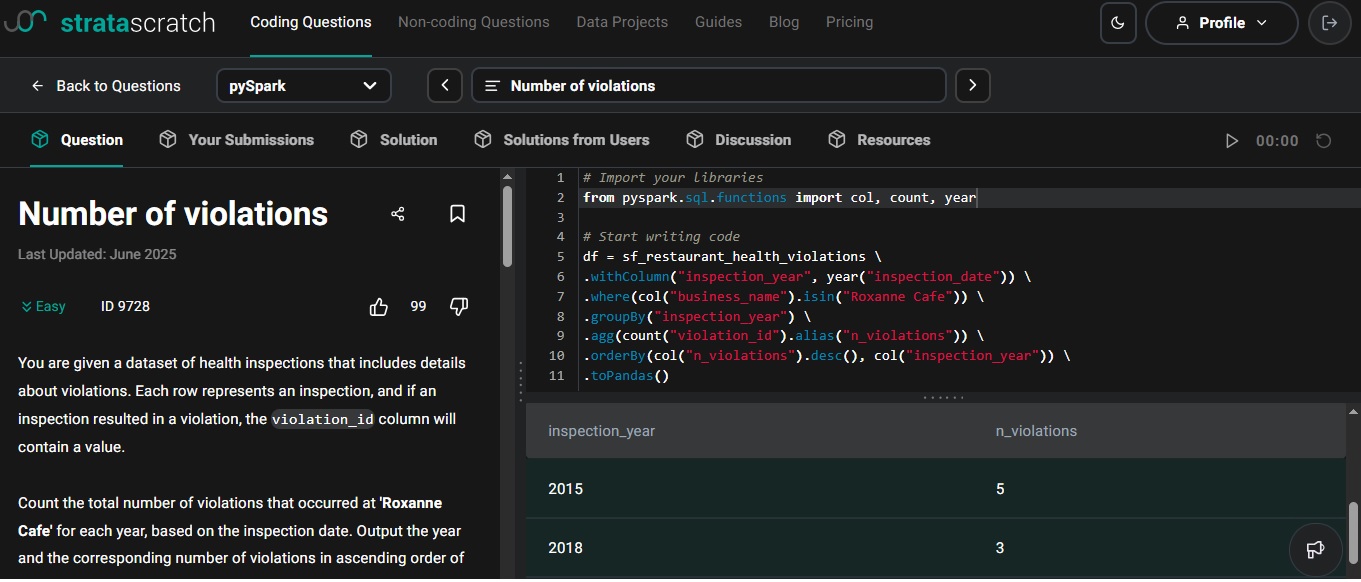 stratascratch
Coding Questions
Non-coding Questions
Data Projects
Guides
Blog
Pricing
Profile
Back to Questions
pySpark
Number of violations
Question
Your Submissions
Solution
Solutions from Users
Discussion
Resources
00:00
Number of violations
Last Updated: June 2025
Easy
ID 9728
99
You are given a dataset of health inspections that includes details
about violations. Each row represents an inspection, and if an
inspection resulted in a violation, the violation_id column will
contain a value.
Count the total number of violations that occurred at 'Roxanne
Cafe' for each year, based on the inspection date. Output the year
and the corresponding number of violations in ascending order of
1 # Import your libraries
2 from pyspark.sql.functions import col, count, year
3
4 # Start writing code
5 df = sf_restaurant_health_violations \
6 .withColumn("inspection_year", year("inspection_date")) \
7 .where(col("business_name").isin("Roxanne Cafe")) \
8 .groupBy("inspection_year") \
9 .agg(count("violation_id").alias("n_violations")) \
10 .orderBy(col("n_violations").desc(), col("inspection_year")) \
11 .toPandas()
inspection_year n_violations
2015 5
2018 3